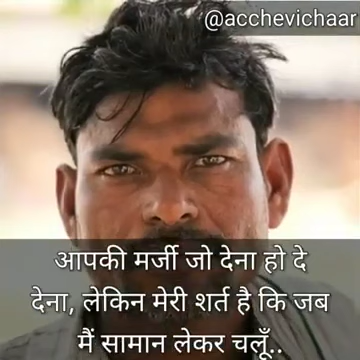 @acchevichaar
आपकी मर्जी जो देना हो दे
देना, लेकिन मेरी शर्त है कि जब
मैं सामान लेकर चलूँ..